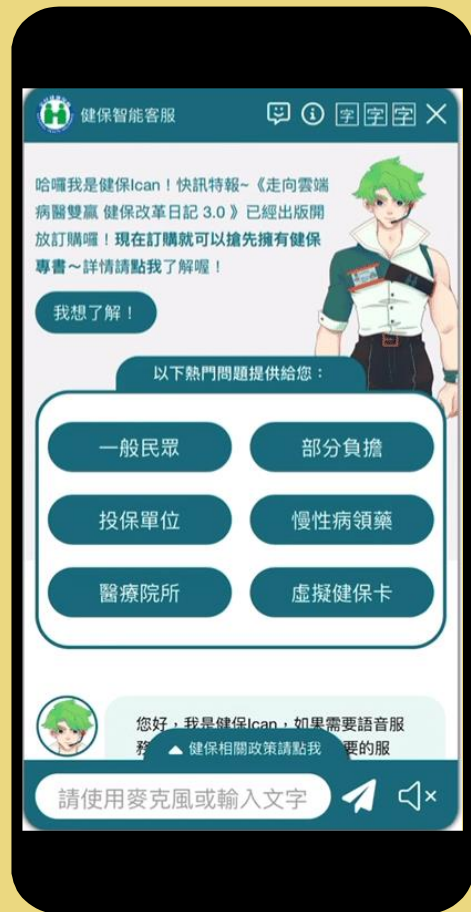 健保智能客服
字 字 字
哈囉我是健保Ican！快訊特報~《走向雲端
病醫雙贏 健保改革日記 3.0 》已經出版開
放訂購囉！現在訂購就可以搶先擁有健保
專書～詳情請點我了解喔！
我想了解！
以下熱門問題提供給您：
一般民眾
部分負擔
投保單位
慢性病領藥
醫療院所
虛擬健保卡
您好，我是健保Ican，如果需要語音服
務
要的服
健保相關政策請點我
請使用麥克風或輸入文字